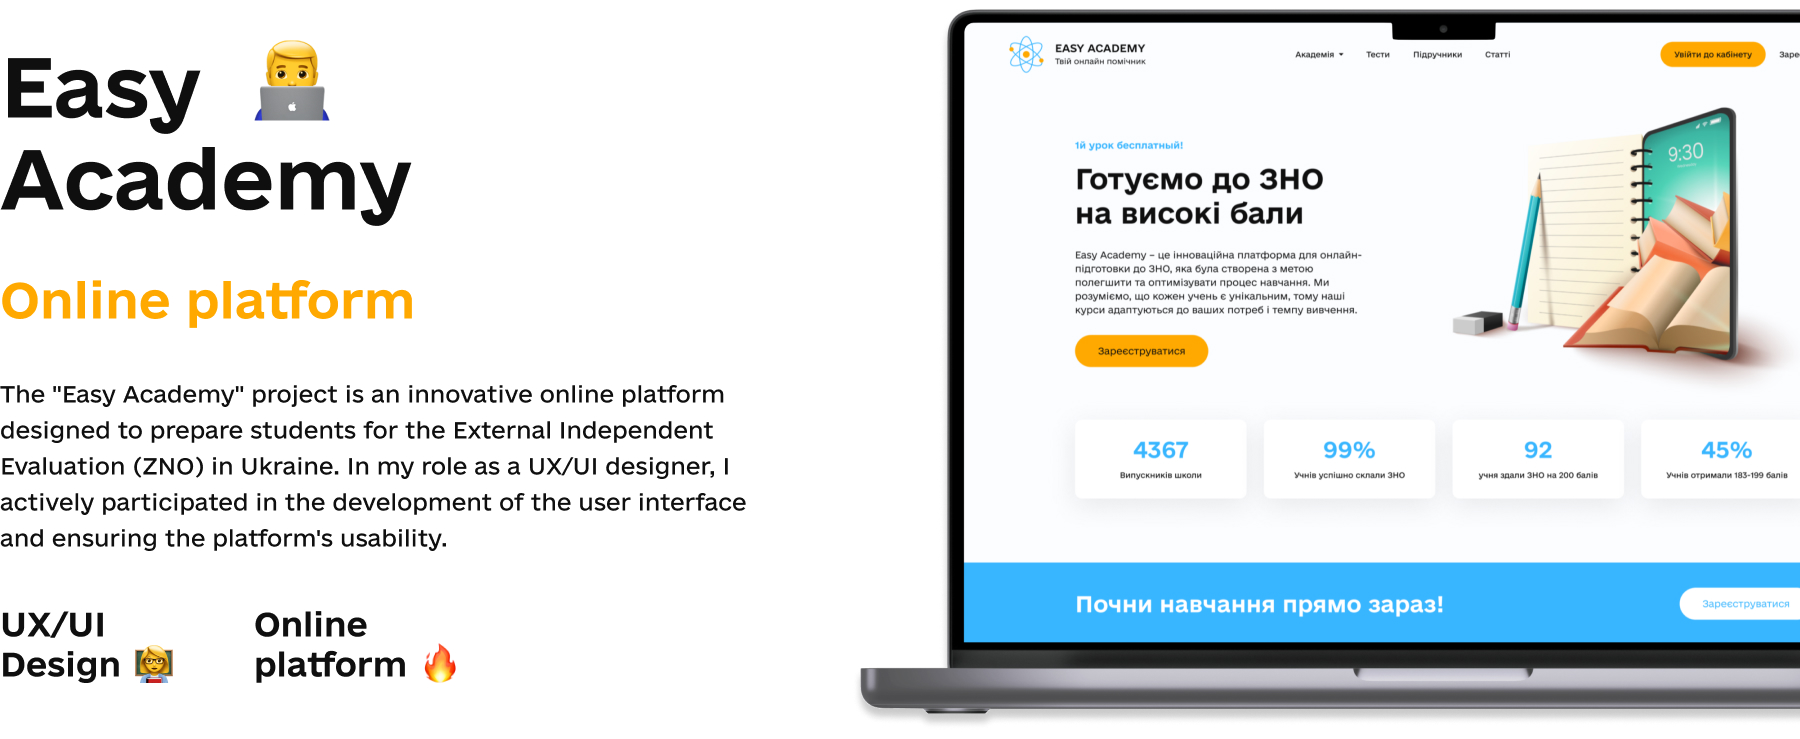 Easy
Academy
Online platform
The "Easy Academy" project is an innovative online platform
designed to prepare students for the External Independent
Evaluation (ZNO) in Ukraine. In my role as a UX/UI designer, I
actively participated in the development of the user interface
and ensuring the platform's usability.
UX/UI
Design
Online
platform
EASY ACADEMY
Твій онлайн помічник
Академія
Тести
Підручники
Статті
Увійти до кабінету
Заре
1й урок бесплатный!
Готуємо до ЗНО
на високі бали
Easy Academy – це інноваційна платформа для онлайн-
підготовки до ЗНО, яка була створена з метою
полегшити та оптимізувати процес навчання. Ми
розуміємо, що кожен учень є унікальним, тому наші
курси адаптуються до ваших потреб і темпу вивчення.
Зареєструватися
9:30
4367
Випускників школи
99%
Учнів успішно склали ЗНО
92
учня здали ЗНО на 200 балів
45%
Учнів отримали 183-199 балів
Почни навчання прямо зараз!
Зареєструватися